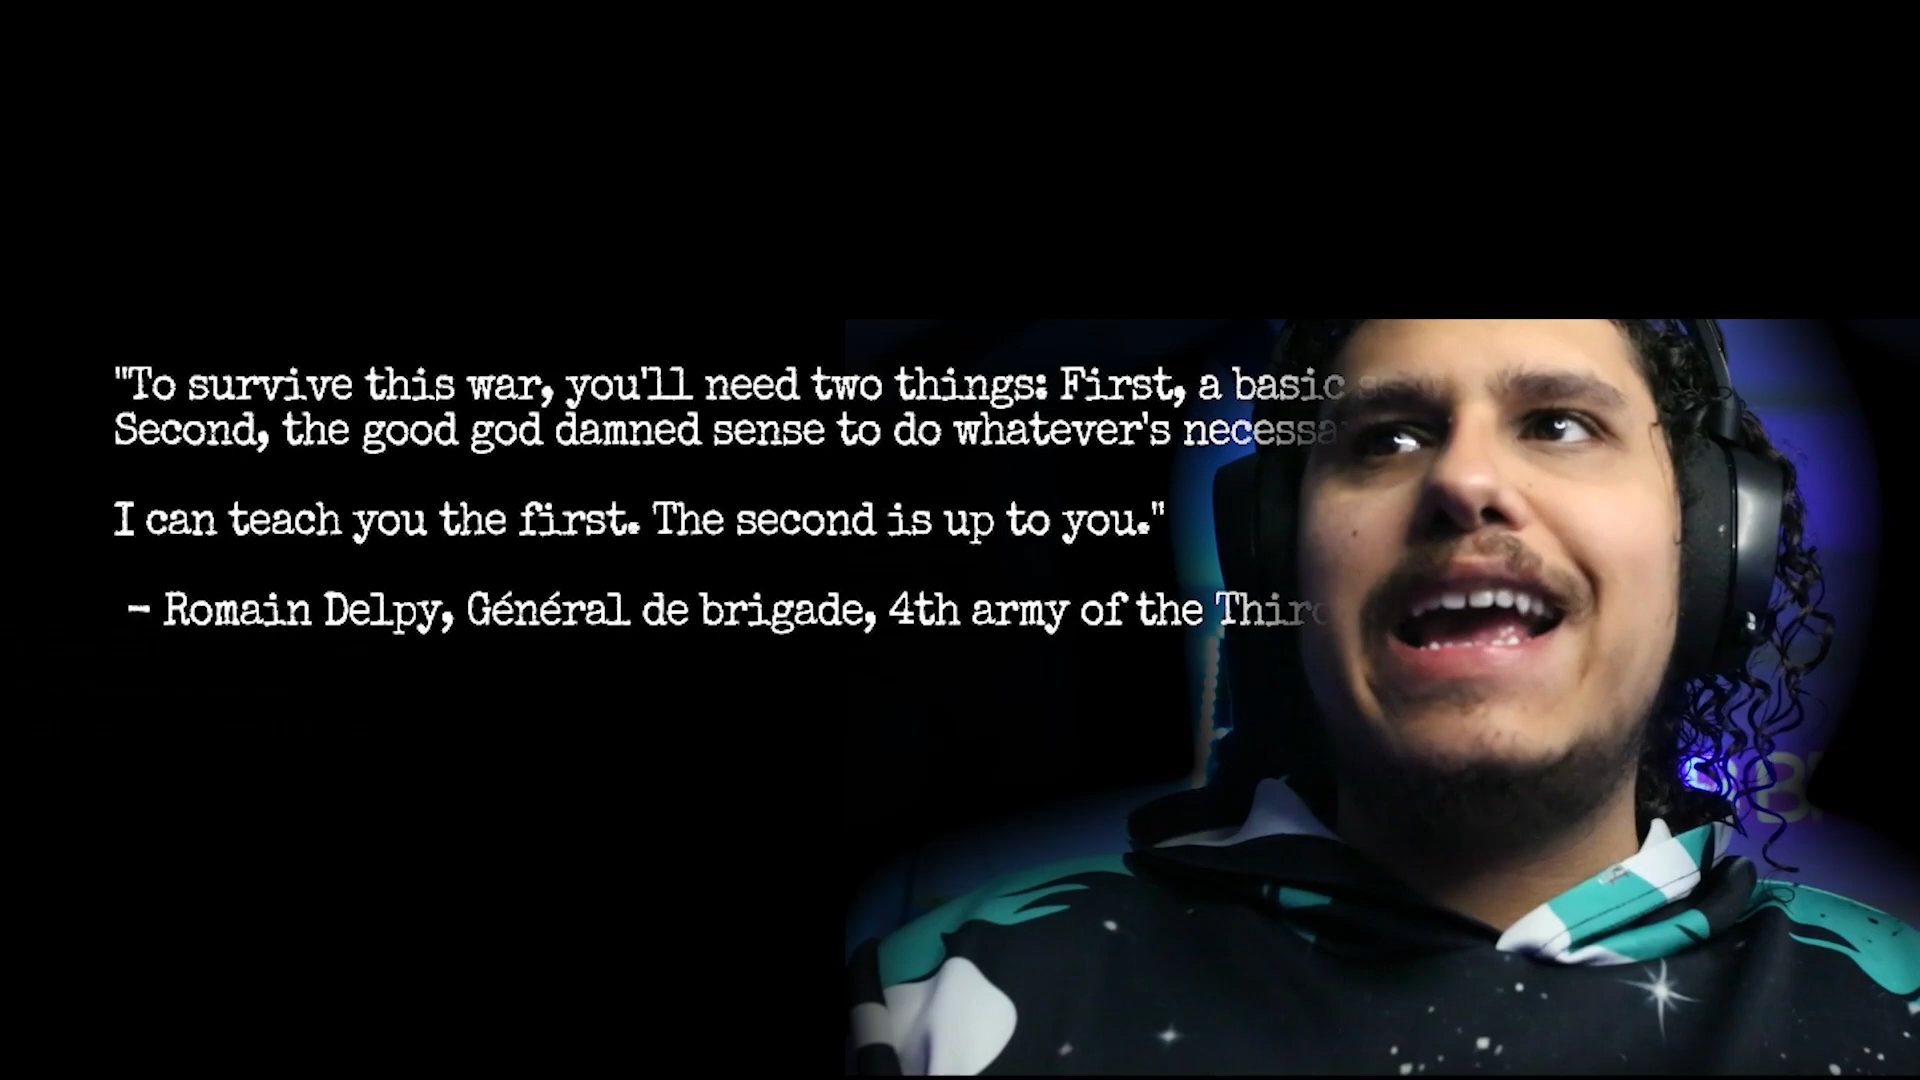 "To survive this war, you'll need two things: First, a basic
Second, the good god damned sense to do whatever's
I can teach you the first. The second is up to you."
– Romain Delpy, Général de brigade, 4th army of the